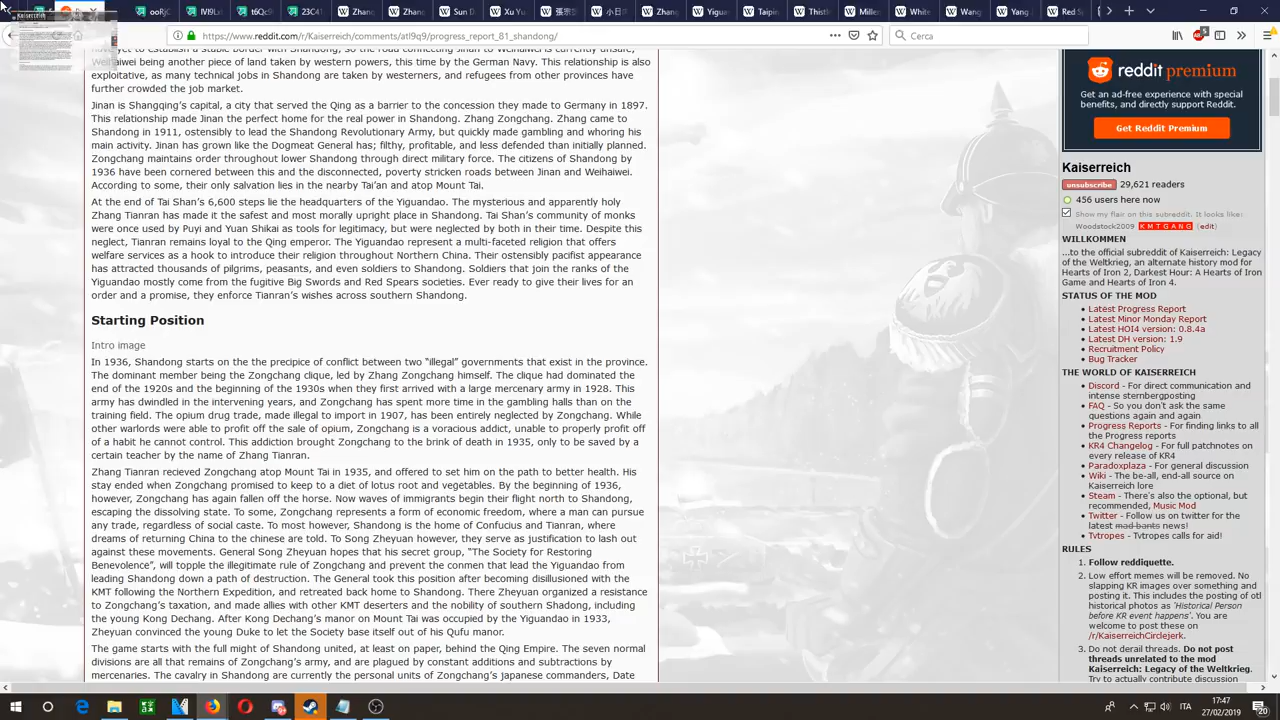 Kaiserreich
Zhang
Zhang
Sun D
Yiguan
Taiping
Shand
This w
Miller
https://www.reddit.com/r/Kaiserreich/comments/atl9q9/progress_report_81_shandong/
Cerca
Weihaiwei being another piece of land taken by western powers, this time by the German Navy. This relationship is also
exploitative, as many technical jobs in Shandong are taken by westerners, and refugees from other provinces have
further crowded the job market.
Jinan is Shangqing's capital, a city that served the Qing as a barrier to the concession they made to Germany in 1897.
This relationship made Jinan the perfect home for the real power in Shandong. Zhang Zongchang. Zhang came to
Shandong in 1911, ostensibly to lead the Shandong Revolutionary Army, but quickly made gambling and whoring his
main activity. Jinan has grown like the Dogmeat General has; filthy, profitable, and less defended than initially planned.
Zongchang maintains order throughout lower Shandong through direct military force. The citizens of Shandong by
1936 have been cornered between this and the disconnected, poverty stricken roads between Jinan and Weihaiwei.
According to some, their only salvation lies in the nearby Tai'an and atop Mount Tai.
At the end of Tai Shan's 6,600 steps lie the headquarters of the Yiguandao. The mysterious and apparently holy
Zhang Tianran has made it the safest and most morally upright place in Shandong. Tai Shan's community of monks
were once used by Puyi and Yuan Shikai as tools for legitimacy, but were neglected by both in their time. Despite this
neglect, Tianran remains loyal to the Qing emperor. The Yiguandao represent a multi-faceted religion that offers
welfare services as a hook to introduce their religion throughout Northern China. Their ostensibly pacifist appearance
has attracted thousands of pilgrims, peasants, and even soldiers to Shandong. Soldiers that join the ranks of the
Yiguandao mostly come from the fugitive Big Swords and Red Spears societies. Ever ready to give their lives for an
order and a promise, they enforce Tianran's wishes across southern Shandong.
Starting Position
Intro image
In 1936, Shandong starts on the the precipice of conflict between two “illegal” governments that exist in the province.
The dominant member being the Zongchang clique, led by Zhang Zongchang himself. The clique had dominated the
end of the 1920s and the beginning of the 1930s when they first arrived with a large mercenary army in 1928. This
army has dwindled in the intervening years, and Zongchang has spent more time in the gambling halls than on the
training field. The opium drug trade, made illegal to import in 1907, has been entirely neglected by Zongchang. While
other warlords were able to profit off the sale of opium, Zongchang is a voracious addict, unable to properly profit off
of a habit he cannot control. This addiction brought Zongchang to the brink of death in 1935, only to be saved by a
certain teacher by the name of Zhang Tianran.
Zhang Tianran recieved Zongchang atop Mount Tai in 1935, and offered to set him on the path to better health. His
stay ended when Zongchang promised to keep to a diet of lotus root and vegetables. By the beginning of 1936,
however, Zongchang has again fallen off the horse. Now waves of immigrants begin their flight north to Shandong,
escaping the dissolving state. To some, Zongchang represents a form of economic freedom, where a man can pursue
any trade, regardless of social caste. To most however, Shandong is the home of Confucius and Tianran, where
dreams of returning China to the chinese are told. To Song Zheyuan however, they serve as justification to lash out
against these movements. General Song Zheyuan hopes that his secret group, “The Society for Restoring
Benevolence”, will topple the illegitimate rule of Zongchang and prevent the conmen that lead the Yiguandao from
leading Shandong down a path of destruction. The General took this position after becoming disillusioned with the
KMT following the Northern Expedition, and retreated back home to Shandong. There Zheyuan organized a resistance
to Zongchang's taxation, and made allies with other KMT deserters and the nobility of southern Shadong, including
the young Kong Dechang. After Kong Dechang's manor on Mount Tai was occupied by the Yiguandao in 1933,
Zheyuan convinced the young Duke to let the Society base itself out of his Qufu manor.
The game starts with the full might of Shandong united, at least on paper, behind the Qing Empire. The seven normal
divisions are all that remains of Zongchang's army, and are plagued by constant additions and subtractions by
mercenaries. The cavalry in Shandong are currently the personal units of Zongchang's japanese commanders, Date
reddit premium
Get an ad-free experience with special
benefits, and directly support Reddit.
Get Reddit Premium
Kaiserreich
unsubscribe 29,621 readers
456 users here now
Show my flair on this subreddit. It looks like:
Woodstock2009 KMTGANG (edit)
WILLKOMMEN
...to the official subreddit of Kaiserreich: Legacy
of the Weltkrieg, an alternate history mod for
Hearts of Iron 2, Darkest Hour: A Hearts of Iron
Game and Hearts of Iron 4.
STATUS OF THE MOD
Latest Progress Report
Latest Minor Monday Report
Latest HOI4 version: 0.8.4a
Latest DH version: 1.9
Recruitment Policy
Bug Tracker
THE WORLD OF KAISERREICH
Discord - For direct communication and
intense sternbergposting
FAQ - So you don't ask the same
questions again and again
Progress Reports - For finding links to all
the Progress reports
KR4 Changelog - For full patchnotes on
every release of KR4
Paradoxplaza - For general discussion
Wiki - The be-all, end-all source on
Kaiserreich lore
Steam - There's also the optional, but
recommended, Music Mod
Twitter - Follow us on twitter for the
latest mad bants news!
Tvtropes - Tvtropes calls for aid!
RULES
1. Follow reddiquette.
2. Low effort memes will be removed. No
slapping KR images over something and
posting it. This includes the posting of otl
historical photos as 'Historical Person
before KR event happens'. You are
welcome to post these on
/r/KaiserreichCirclejerk.
3. Do not derail threads. Do not post
threads unrelated to the mod
Kaiserreich: Legacy of the Weltkrieg.
Try to actually contribute discussion
ITA
17:47
27/02/2019
20